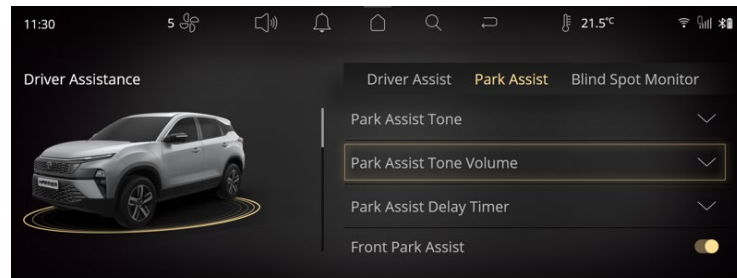 11:30
5
21.5°C
Driver Assistance
Driver Assist Park Assist Blind Spot Monitor
Park Assist Tone
Park Assist Tone Volume
Park Assist Delay Timer
Front Park Assist